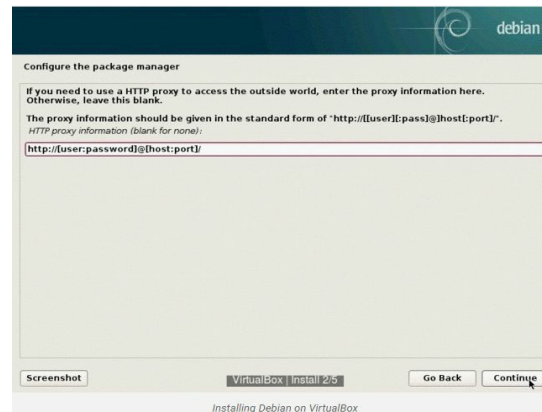 debian
Configure the package manager
If you need to use a HTTP proxy to access the outside world, enter the proxy information here.
Otherwise, leave this blank.
The proxy information should be given in the standard form of "http://[[user][:pass]@]host[:port]/".
HTTP proxy information (blank for none):
http://[user:password]@[host:port]/
Screenshot
VirtualBox | Install 2/5
Go Back
Continue
Installing Debian on VirtualBox